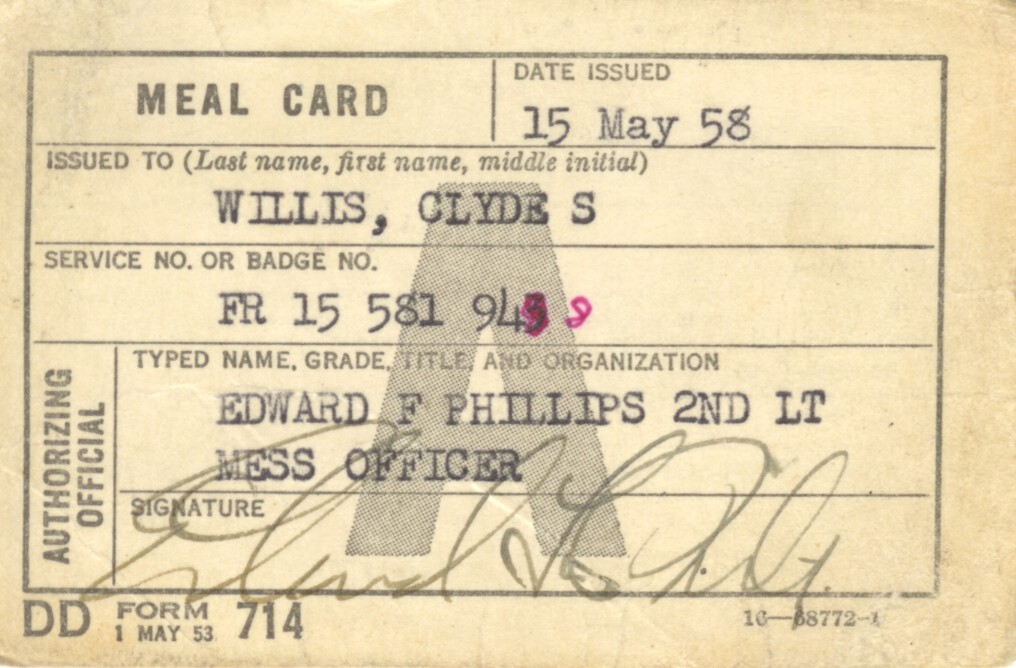 MEAL CARD
DATE ISSUED
15 May 58
ISSUED TO (Last name, first name, middle initial)
WILLIS, CLYDE S
SERVICE NO. OR BADGE NO.
FR 15 581 943 8
AUTHORIZING OFFICIAL
TYPED NAME, GRADE, TITLE, AND ORGANIZATION
EDWARD F PHILLIPS 2ND LT
MESS OFFICER
SIGNATURE
A
DD FORM 714
1 MAY 53
16—68772-1